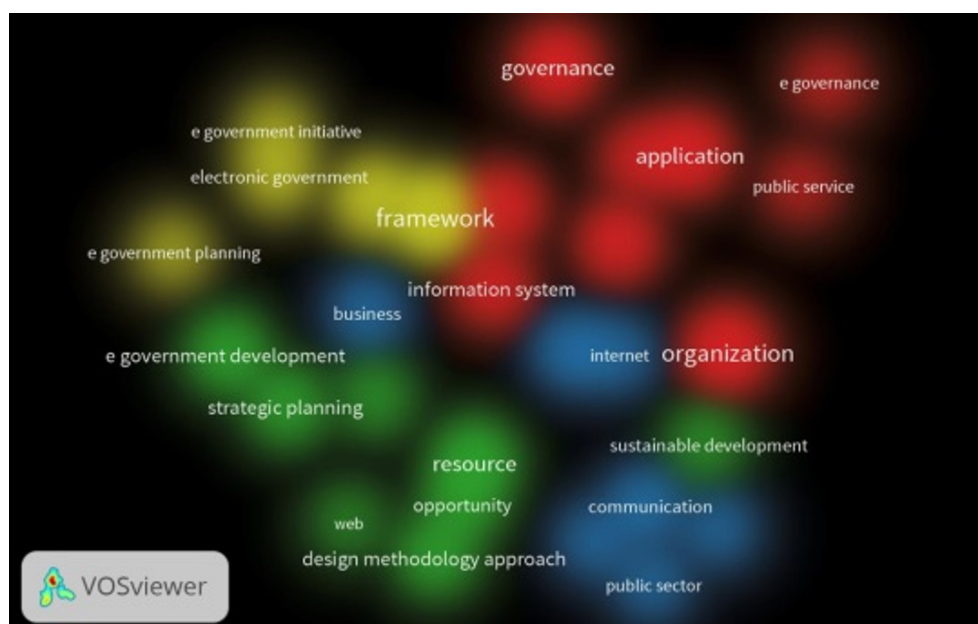 governance
e governance
e government initiative
application
electronic government
public service
framework
e government planning
information system
business
e government development
internet
organization
strategic planning
sustainable development
resource
opportunity
communication
web
design methodology approach
public sector
VOSviewer